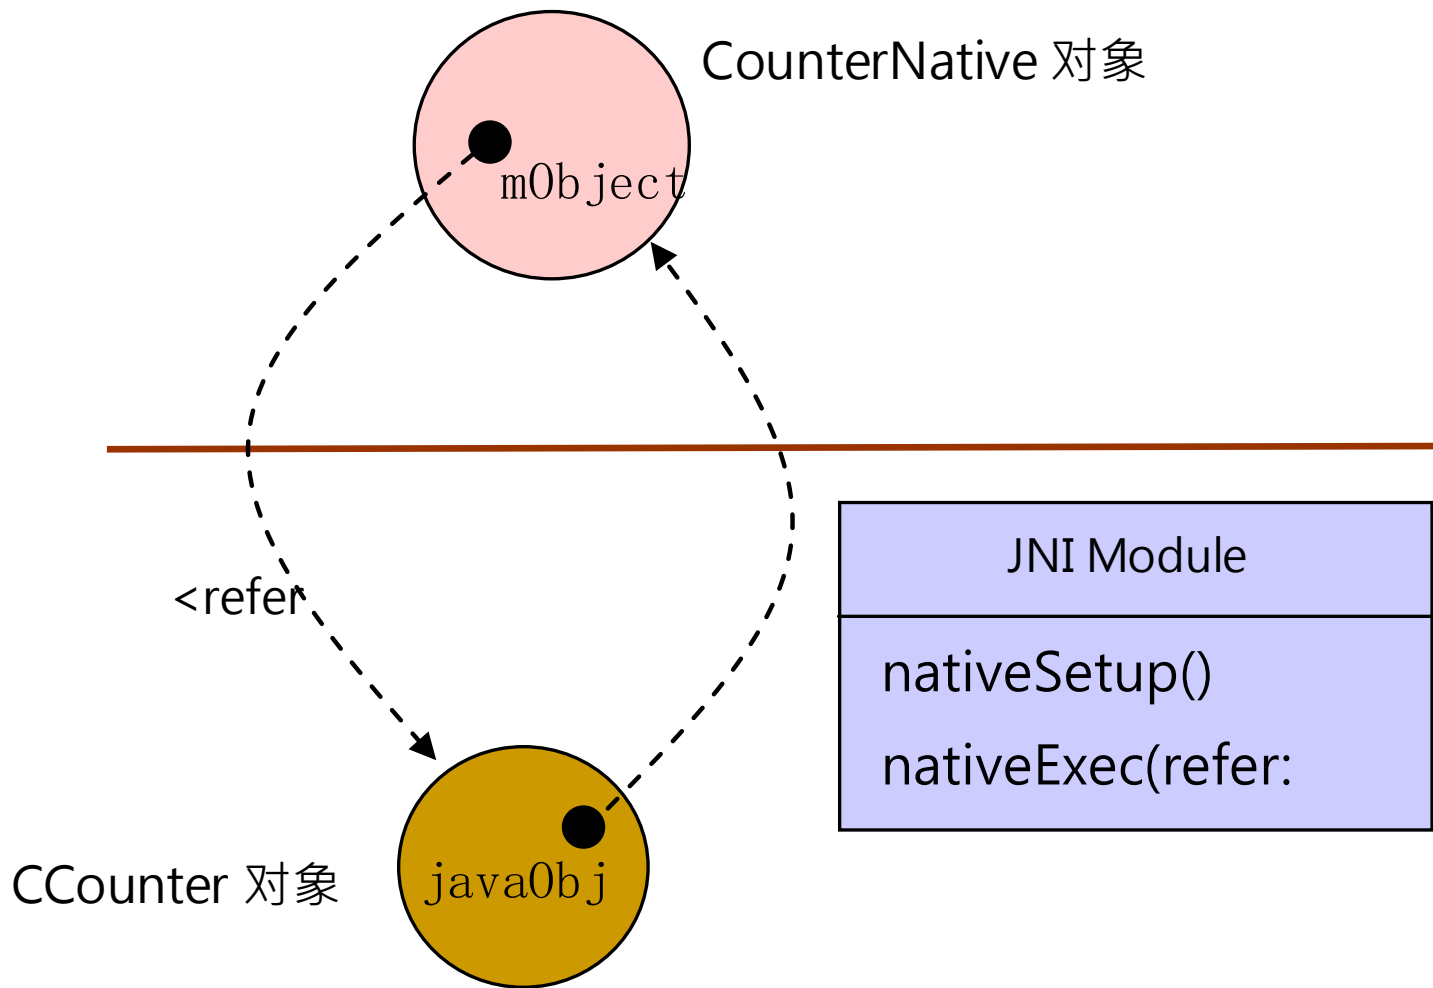 CounterNative 对象
mObject
JNI Module
<refer
nativeSetup()
nativeExec(refer:
CCounter 对象
javaObj